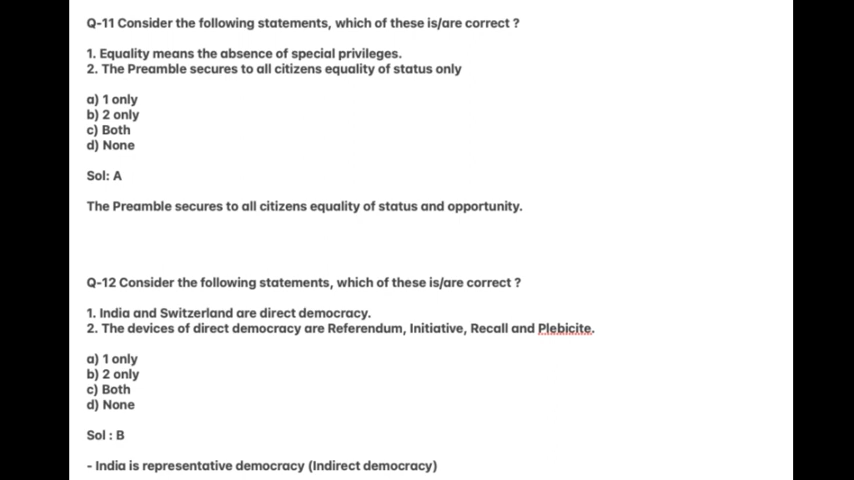 Q-11 Consider the following statements, which of these is/are correct ?
1. Equality means the absence of special privileges.
2. The Preamble secures to all citizens equality of status only
a) 1 only
b) 2 only
c) Both
d) None
Sol: A
The Preamble secures to all citizens equality of status and opportunity.
Q-12 Consider the following statements, which of these is/are correct ?
1. India and Switzerland are direct democracy.
2. The devices of direct democracy are Referendum, Initiative, Recall and Plebicite.
a) 1 only
b) 2 only
c) Both
d) None
Sol : B
- India is representative democracy (Indirect democracy)